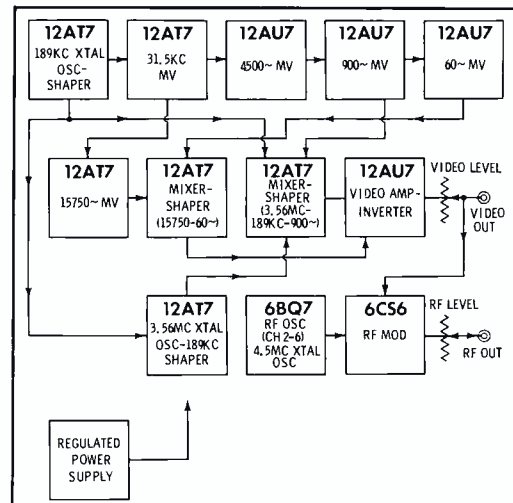 12AT7
189KC XTAL
OSC-
SHAPER
12AT7
31.5KC
MV
12AU7
4500~ MV
12AU7
900~ MV
12AU7
60~ MV
12AT7
15750~ MV
12AT7
MIXER-
SHAPER
(15750-60~)
12AT7
MIXER-
SHAPER
(3.56MC-
189KC-900~)
12AU7
VIDEO AMP-
INVERTER
VIDEO LEVEL
VIDEO
OUT
12AT7
3.56MC XTAL
OSC-189KC
SHAPER
6BQ7
RF OSC
(CH 2-6)
4.5MC XTAL
OSC
6CS6
RF MOD
RF LEVEL
RF OUT
REGULATED
POWER
SUPPLY